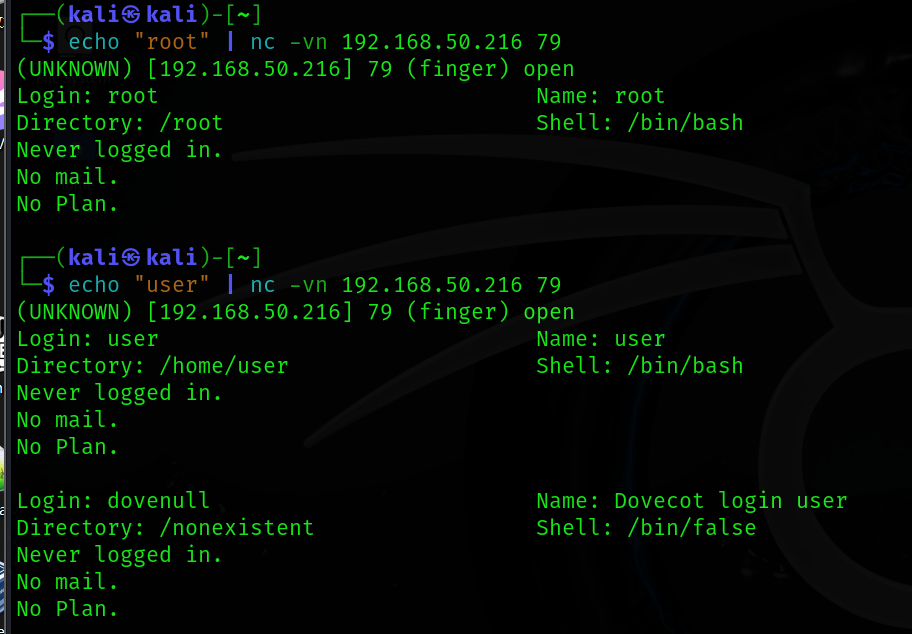 ┌──(kali㉿kali)-[~]
└─$ echo "root" | nc -vn 192.168.50.216 79
(UNKNOWN) [192.168.50.216] 79 (finger) open
Login: root                             Name: root
Directory: /root                        Shell: /bin/bash
Never logged in.
No mail.
No Plan.

┌──(kali㉿kali)-[~]
└─$ echo "user" | nc -vn 192.168.50.216 79
(UNKNOWN) [192.168.50.216] 79 (finger) open
Login: user                             Name: user
Directory: /home/user                   Shell: /bin/bash
Never logged in.
No mail.
No Plan.

Login: dovenull                         Name: Dovecot login user
Directory: /nonexistent                 Shell: /bin/false
Never logged in.
No mail.
No Plan.